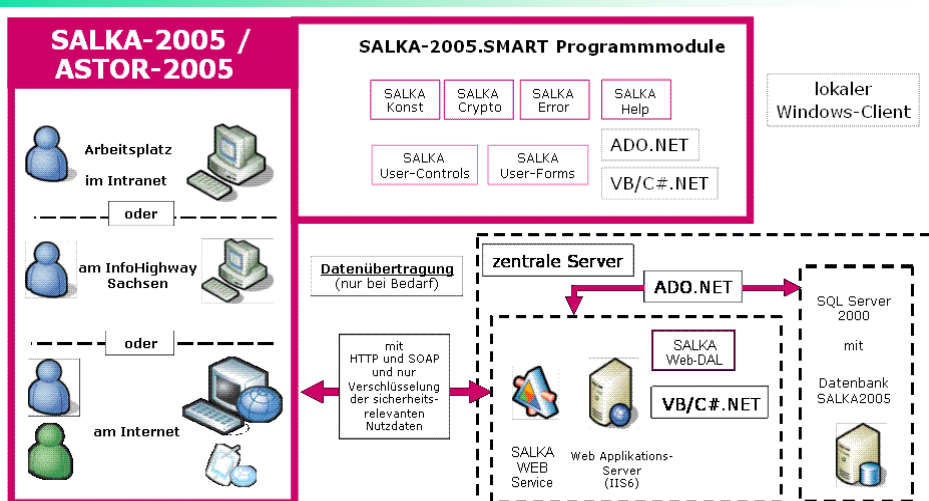 SALKA-2005 /
ASTOR-2005
Arbeitsplatz
im Intranet
oder
am InfoHighway
Sachsen
oder
am Internet
SALKA-2005.SMART Programmmodule
SALKA
Konst
SALKA
Crypto
SALKA
Error
SALKA
Help
SALKA
User-Controls
SALKA
User-Forms
ADO.NET
VB/C#.NET
lokaler
Windows-Client
Datenübertragung
(nur bei Bedarf)
mit
HTTP und SOAP
und nur
Verschlüsselung
der sicherheits-
relevanten
Nutzdaten
zentrale Server
ADO.NET
SALKA
Web-DAL
VB/C#.NET
SALKA
WEB
Service
Web Applikations-
Server
(IIS6)
SQL Server
2000
mit
Datenbank
SALKA2005